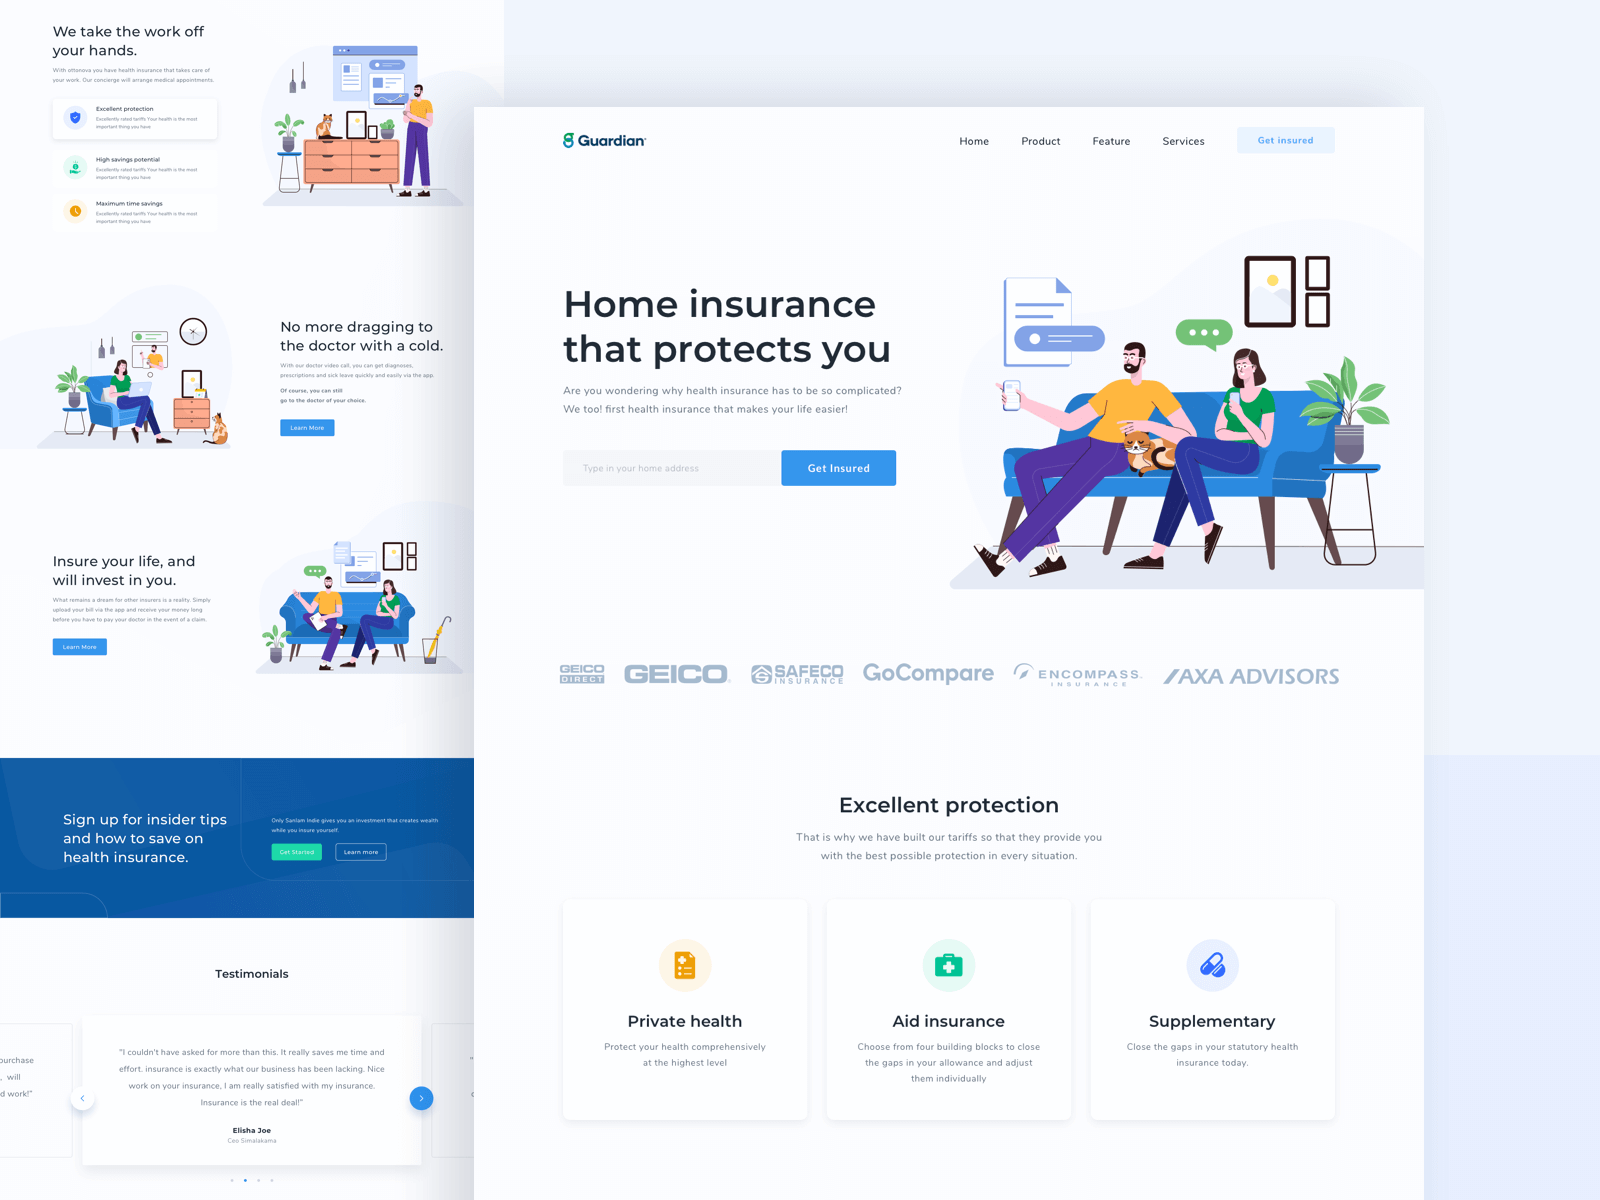 We take the work off
your hands.
With ottonova you have health insurance that takes care of
your work. Our concierge will arrange medical appointments.
Excellent protection
Excellently rated tariffs Your health is the most
important thing you have
High savings potential
Excellently rated tariffs Your health is the most
important thing you have
Maximum time savings
Excellently rated tariffs Your health is the most
important thing you have
No more dragging to
the doctor with a cold.
With our doctor video call, you can get diagnoses,
prescriptions and sick leave quickly and easily via the app.
Of course, you can still
go to the doctor of your choice.
Learn More
Insure your life, and
will invest in you.
What remains a dream for other insurers is a reality. Simply
upload your bill via the app and receive your money long
before you have to pay your doctor in the event of a claim.
Learn More
Sign up for insider tips
and how to save on
health insurance.
Only Sanlam Indie gives you an investment that creates wealth
while you insure yourself.
Get Started
Learn more
Testimonials
purchase
, will
d work!"
"I couldn't have asked for more than this. It really saves me time and
effort. insurance is exactly what our business has been lacking. Nice
work on your insurance, I am really satisfied with my insurance.
Insurance is the real deal!"
Elisha Joe
Ceo Simalakama
Guardian
Home
Product
Feature
Services
Get insured
Home insurance
that protects you
Are you wondering why health insurance has to be so complicated?
We too! first health insurance that makes your life easier!
Type in your home address
Get Insured
GEICO
DIRECT
GEICO
SAFECO
INSURANCE
GoCompare
ENCOMPASS
INSURANCE
AXA ADVISORS
Excellent protection
That is why we have built our tariffs so that they provide you
with the best possible protection in every situation.
Private health
Protect your health comprehensively
at the highest level
Aid insurance
Choose from four building blocks to close
the gaps in your allowance and adjust
them individually
Supplementary
Close the gaps in your statutory health
insurance today.